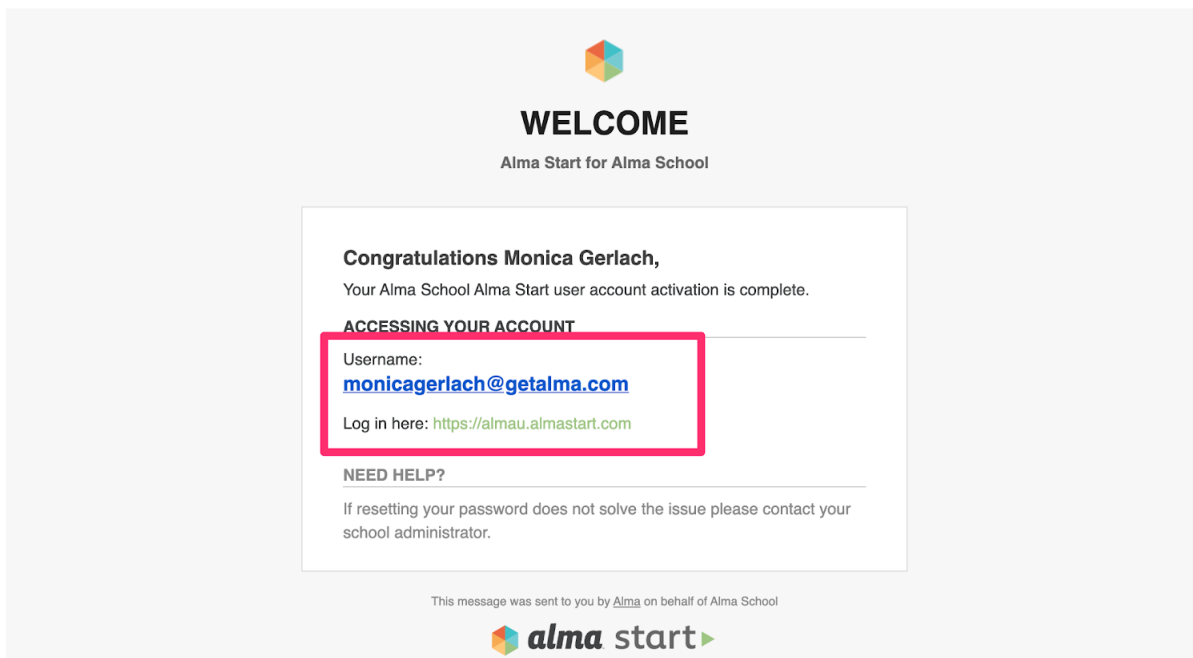 WELCOME
Alma Start for Alma School
Congratulations Monica Gerlach,
Your Alma School Alma Start user account activation is complete.
ACCESSING YOUR ACCOUNT
Username:
monicagerlach@getalma.com
Log in here: https://almau.almastart.com
NEED HELP?
If resetting your password does not solve the issue please contact your
school administrator.
This message was sent to you by Alma on behalf of Alma School
alma start